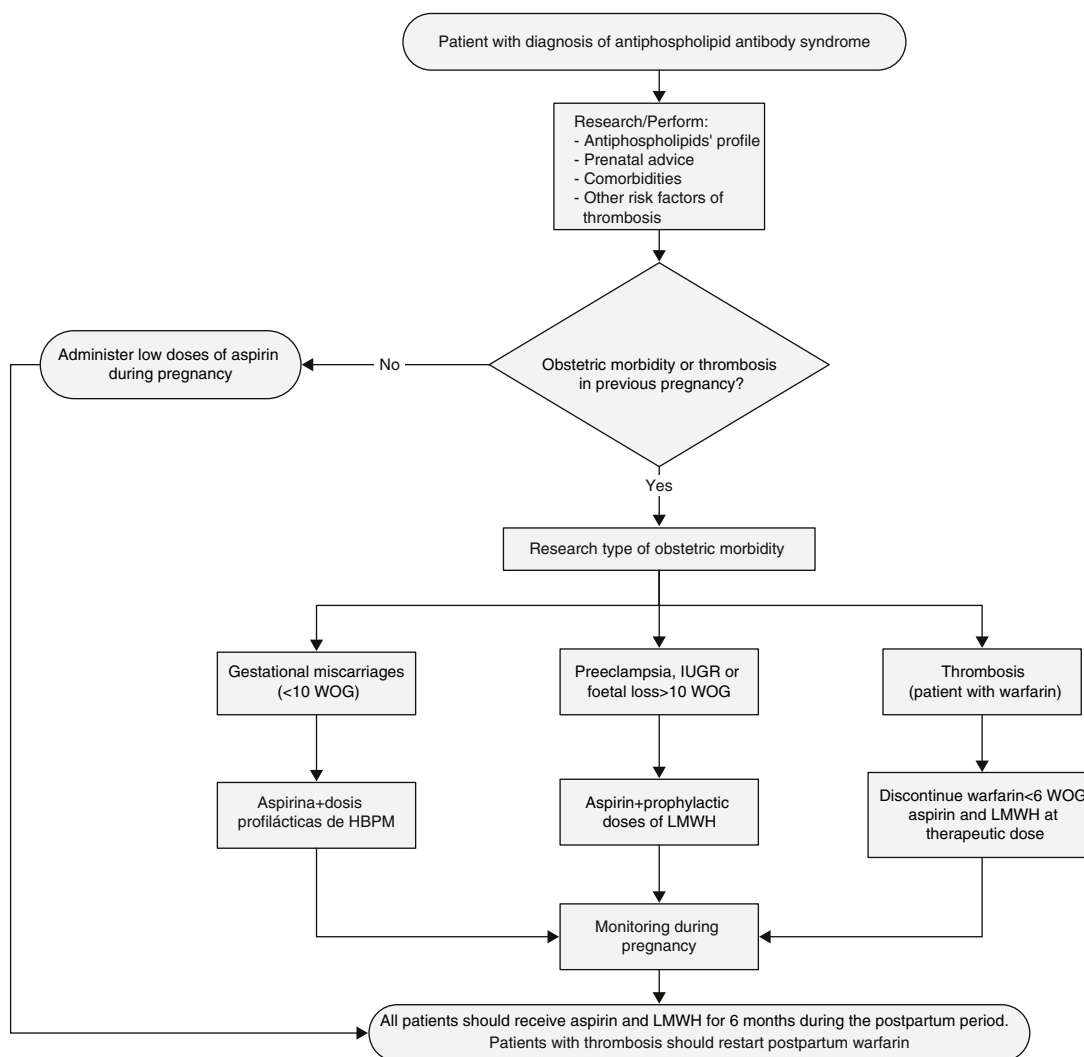 Patient with diagnosis of antiphospholipid antibody syndrome
Research/Perform:
- Antiphospholipids' profile
- Prenatal advice
- Comorbidities
- Other risk factors of
thrombosis
Administer low doses of aspirin
during pregnancy
No
Obstetric morbidity or thrombosis
in previous pregnancy?
Yes
Research type of obstetric morbidity
Gestational miscarriages
(<10 WOG)
Preeclampsia, IUGR or
foetal loss>10 WOG
Thrombosis
(patient with warfarin)
Aspirina+dosis
profilácticas de HBPM
Aspirin+prophylactic
doses of LMWH
Discontinue warfarin<6 WOG
aspirin and LMWH at
therapeutic dose
Monitoring during
pregnancy
All patients should receive aspirin and LMWH for 6 months during the postpartum period.
Patients with thrombosis should restart postpartum warfarin